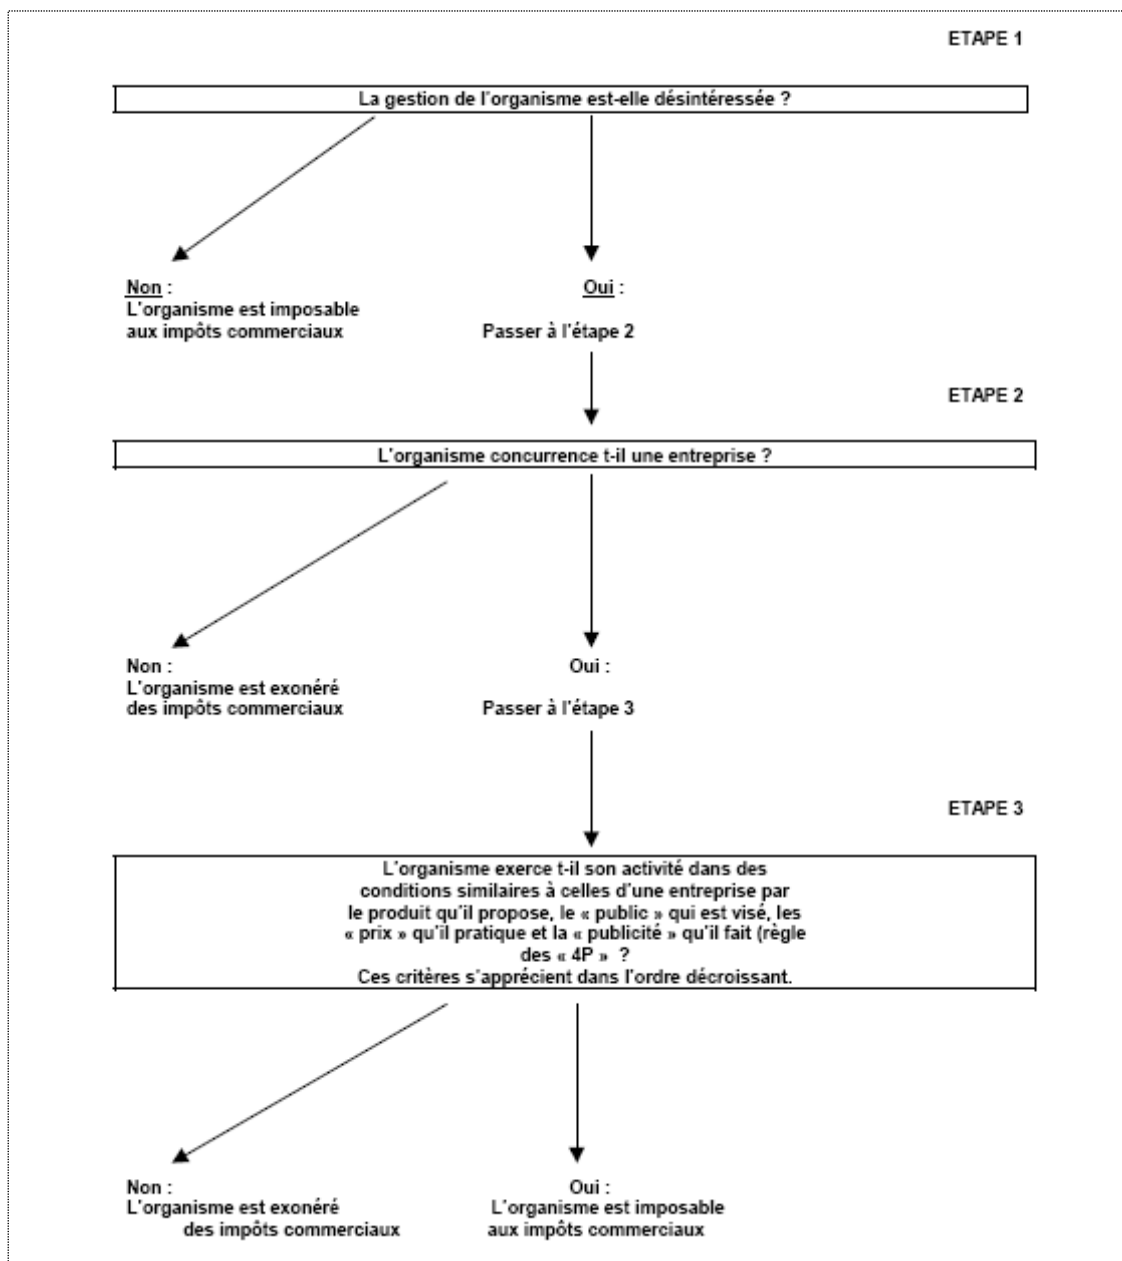 ETAPE 1
La gestion de l'organisme est-elle désintéressée ?
Non :
L'organisme est imposable
aux impôts commerciaux
Oui :
Passer à l'étape 2
ETAPE 2
L'organisme concurrence t-il une entreprise ?
Non :
L'organisme est exonéré
des impôts commerciaux
Oui :
Passer à l'étape 3
ETAPE 3
L'organisme exerce t-il son activité dans des
conditions similaires à celles d'une entreprise par
le produit qu'il propose, le « public » qui est visé, les
« prix » qu'il pratique et la « publicité » qu'il fait (règle
des « 4P » ?
Ces critères s'apprécient dans l'ordre décroissant.
Non :
L'organisme est exonéré
des impôts commerciaux
Oui :
L'organisme est imposable
aux impôts commerciaux